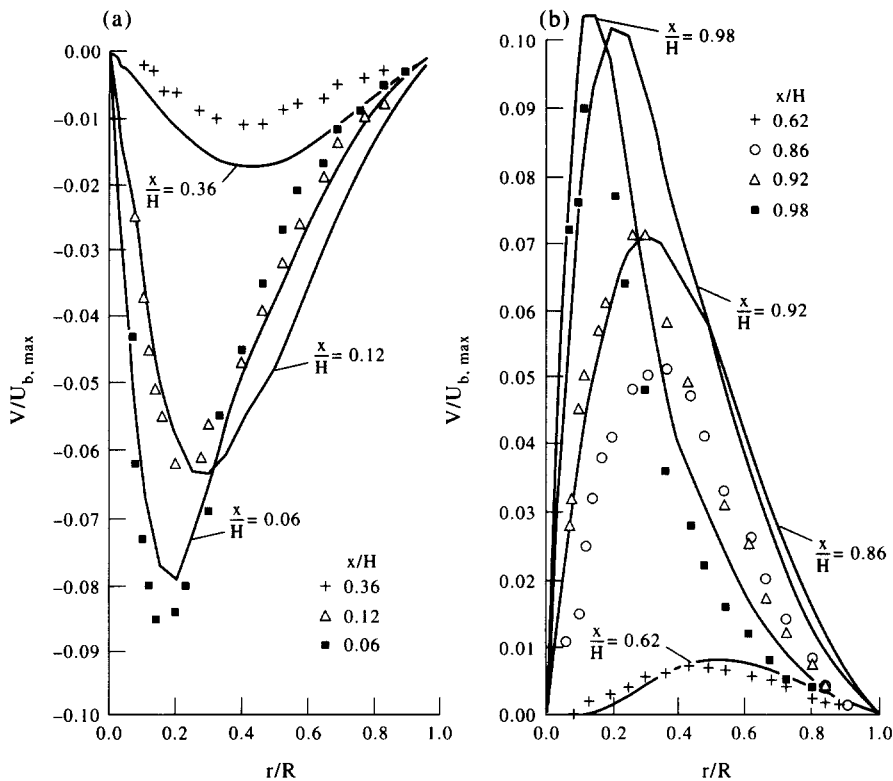 (a)
0.00
-0.01
-0.02
-0.03
-0.04
-0.05
-0.06
-0.07
-0.08
-0.09
-0.10
V/U_b, max
x/H = 0.36
x/H = 0.12
x/H = 0.06
x/H
+ 0.36
△ 0.12
■ 0.06
0.0 0.2 0.4 0.6 0.8 1.0
r/R
(b)
0.10
0.09
0.08
0.07
0.06
0.05
0.04
0.03
0.02
0.01
0.00
V/U_b, max
x/H = 0.98
x/H
+ 0.62
○ 0.86
△ 0.92
■ 0.98
x/H = 0.92
x/H = 0.86
x/H = 0.62
0.0 0.2 0.4 0.6 0.8 1.0
r/R